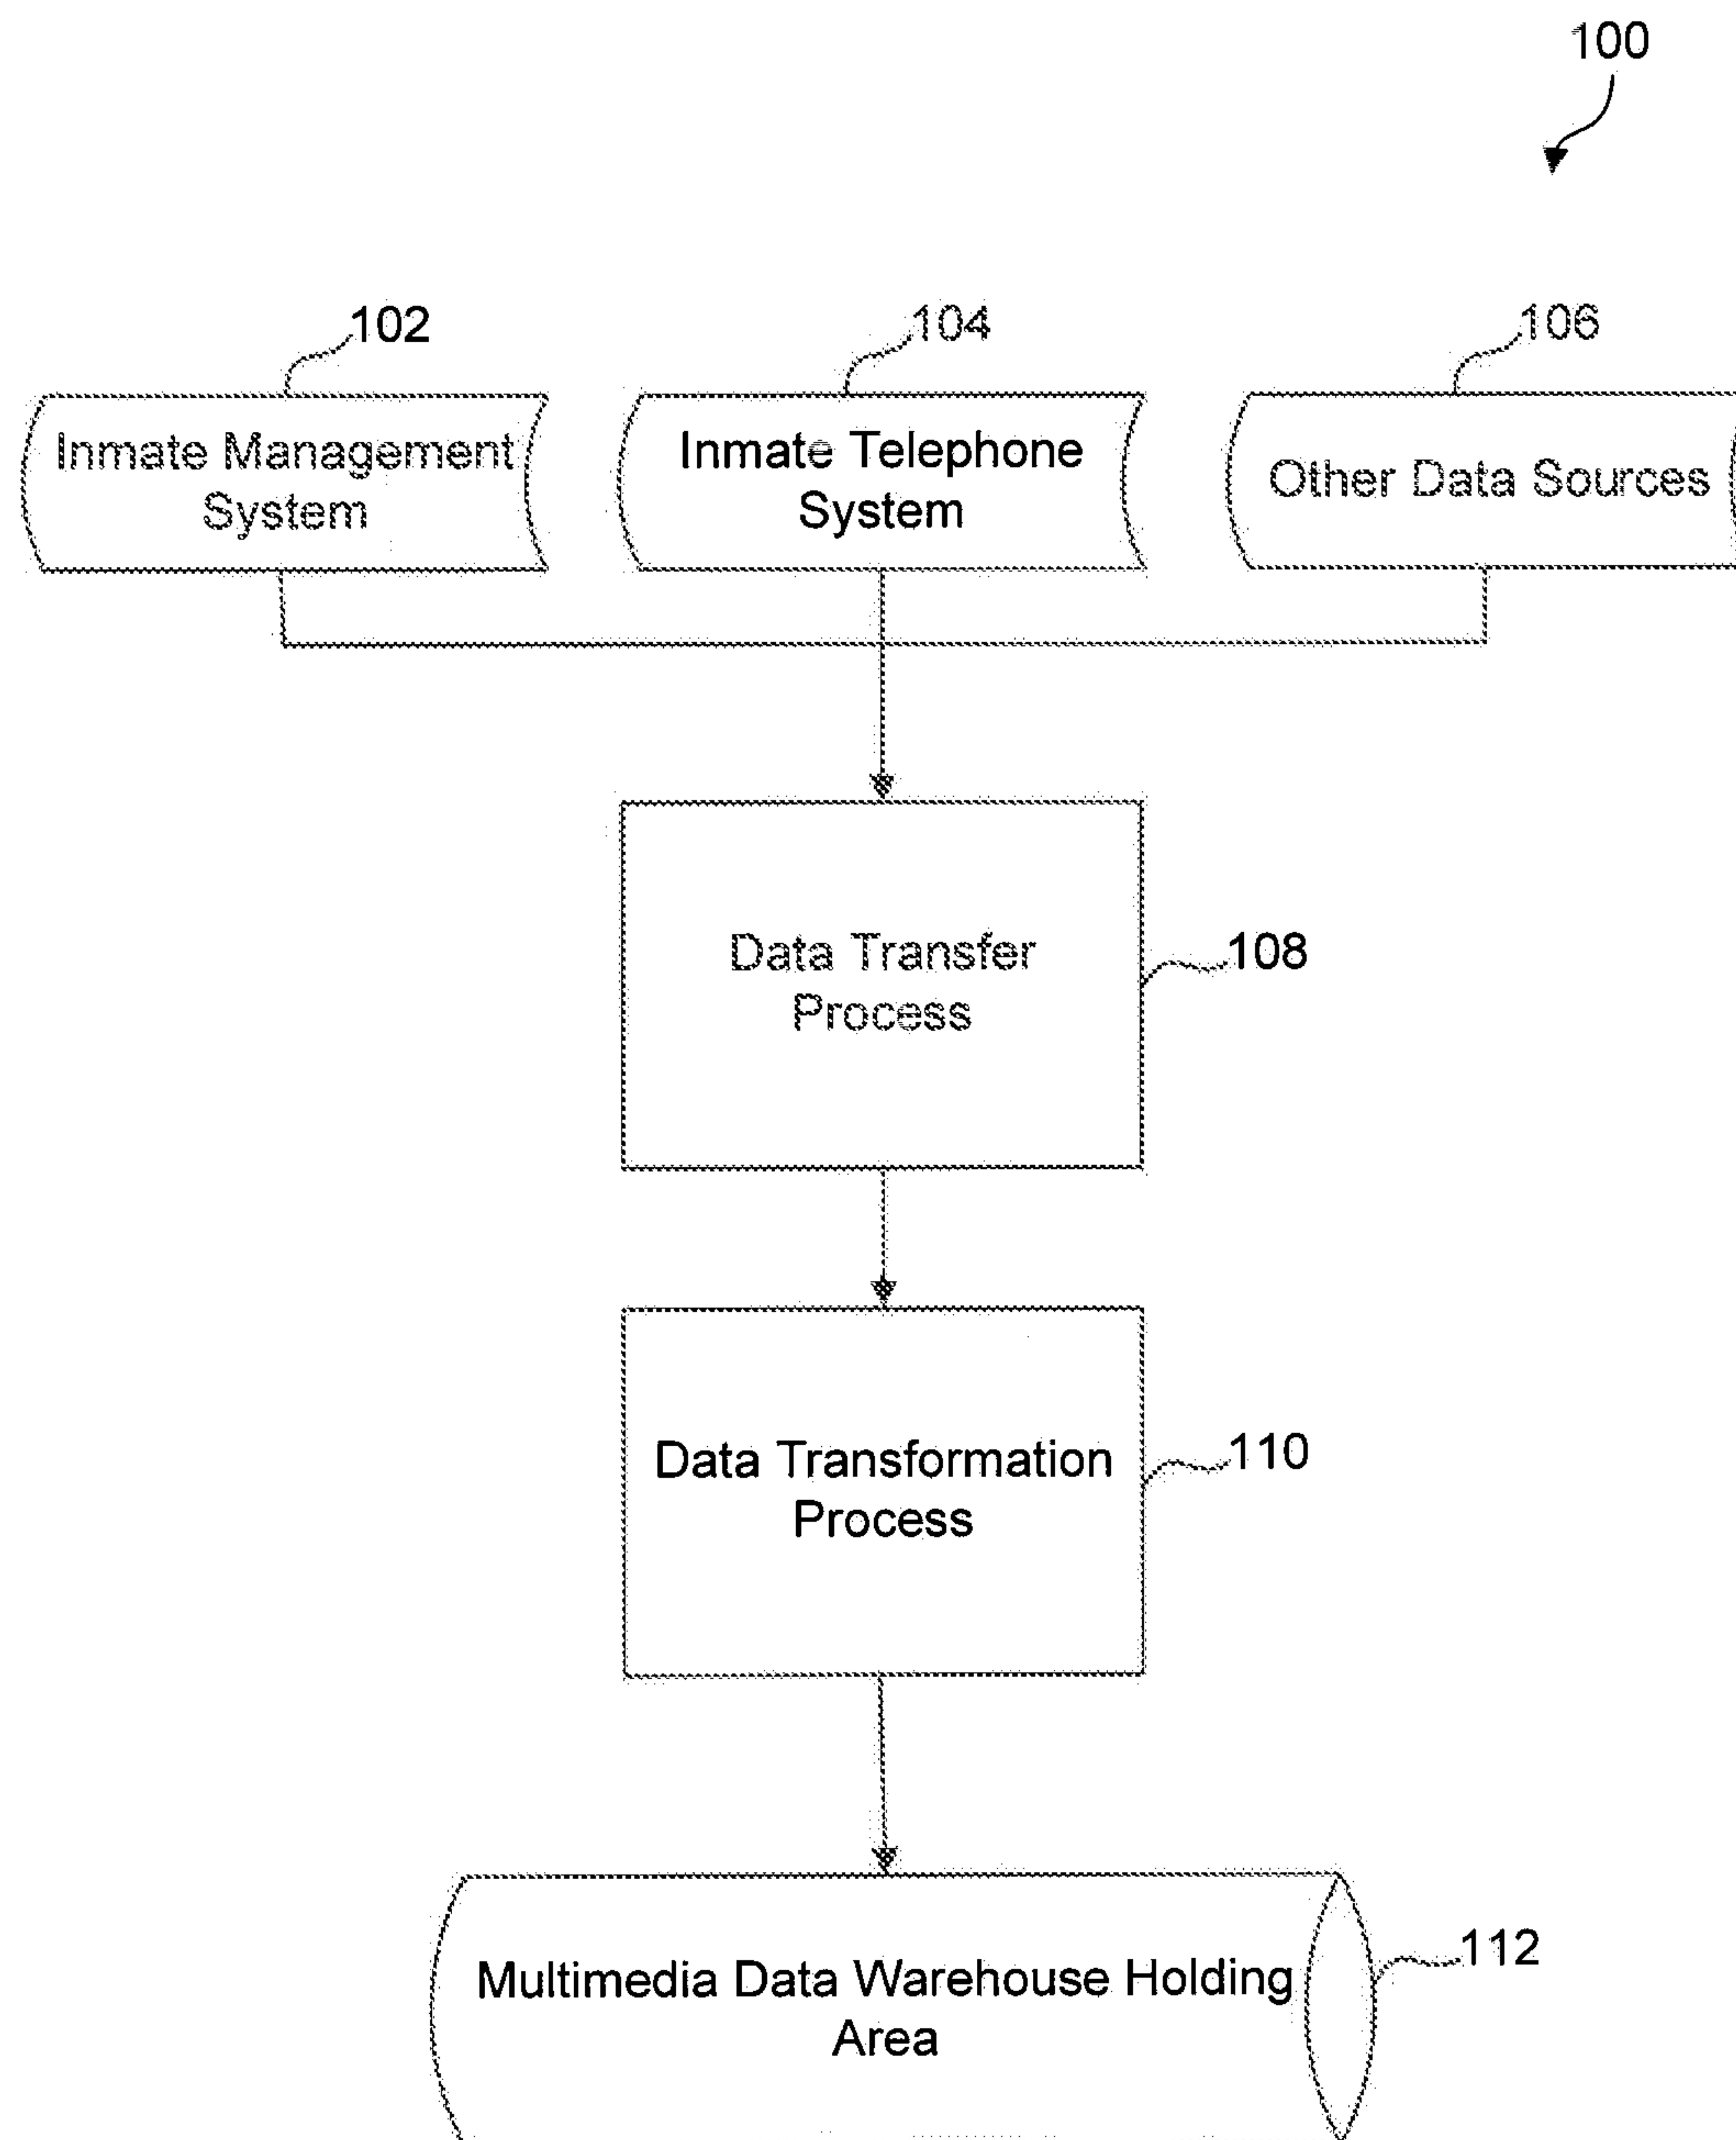 100
102
104
106
Inmate Management
System
Inmate Telephone
System
Other Data Sources
Data Transfer
Process
108
Data Transformation
Process
110
Multimedia Data Warehouse Holding
Area
112